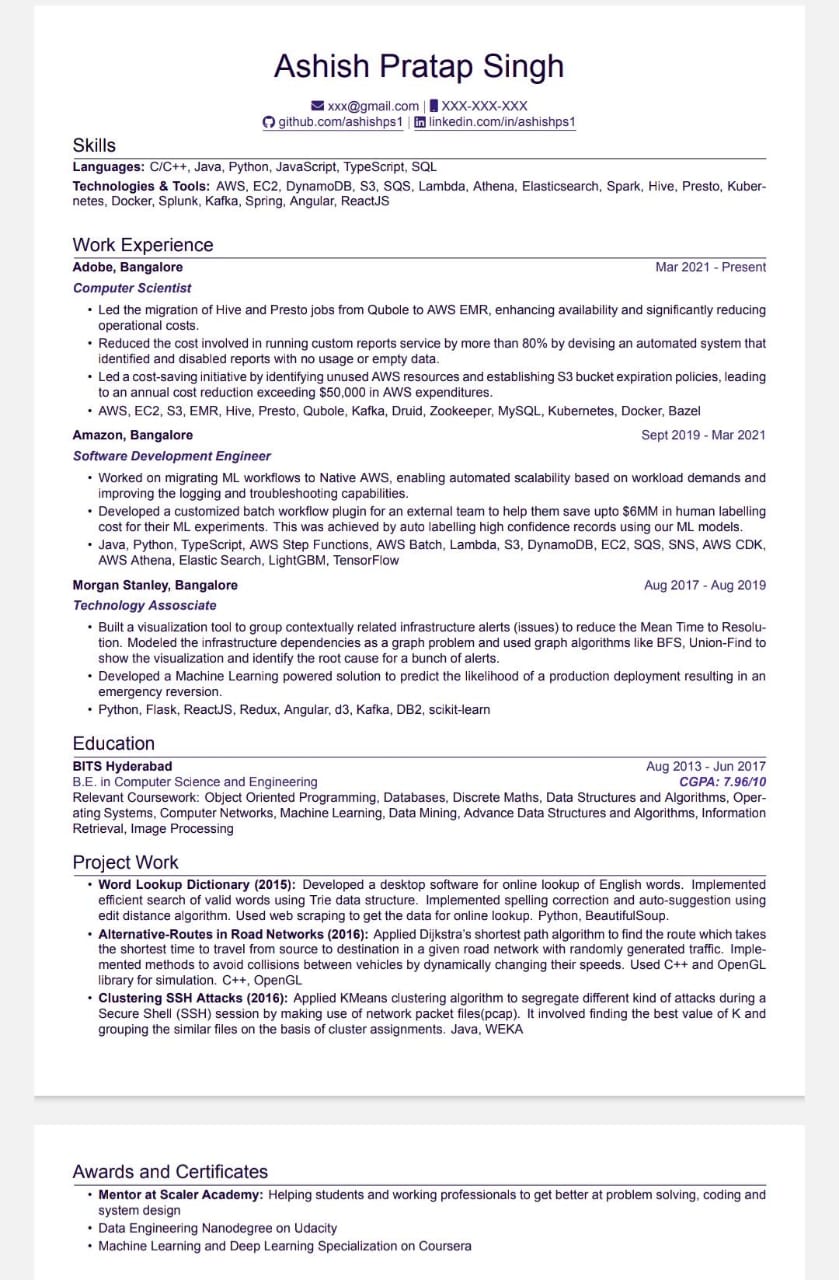 Ashish Pratap Singh
xxx@gmail.com | XXX-XXX-XXX
github.com/ashishps1 | linkedin.com/in/ashishps1
Skills
Languages: C/C++, Java, Python, JavaScript, TypeScript, SQL
Technologies & Tools: AWS, EC2, DynamoDB, S3, SQS, Lambda, Athena, Elasticsearch, Spark, Hive, Presto, Kuber-
netes, Docker, Splunk, Kafka, Spring, Angular, ReactJS
Work Experience
Adobe, Bangalore Mar 2021 - Present
Computer Scientist
• Led the migration of Hive and Presto jobs from Qubole to AWS EMR, enhancing availability and significantly reducing
operational costs.
• Reduced the cost involved in running custom reports service by more than 80% by devising an automated system that
identified and disabled reports with no usage or empty data.
• Led a cost-saving initiative by identifying unused AWS resources and establishing S3 bucket expiration policies, leading
to an annual cost reduction exceeding $50,000 in AWS expenditures.
• AWS, EC2, S3, EMR, Hive, Presto, Qubole, Kafka, Druid, Zookeeper, MySQL, Kubernetes, Docker, Bazel
Amazon, Bangalore Sept 2019 - Mar 2021
Software Development Engineer
• Worked on migrating ML workflows to Native AWS, enabling automated scalability based on workload demands and
improving the logging and troubleshooting capabilities.
• Developed a customized batch workflow plugin for an external team to help them save upto $6MM in human labelling
cost for their ML experiments. This was achieved by auto labelling high confidence records using our ML models.
• Java, Python, TypeScript, AWS Step Functions, AWS Batch, Lambda, S3, DynamoDB, EC2, SQS, SNS, AWS CDK,
AWS Athena, Elastic Search, LightGBM, TensorFlow
Morgan Stanley, Bangalore Aug 2017 - Aug 2019
Technology Assosciate
• Built a visualization tool to group contextually related infrastructure alerts (issues) to reduce the Mean Time to Resolu-
tion. Modeled the infrastructure dependencies as a graph problem and used graph algorithms like BFS, Union-Find to
show the visualization and identify the root cause for a bunch of alerts.
• Developed a Machine Learning powered solution to predict the likelihood of a production deployment resulting in an
emergency reversion.
• Python, Flask, ReactJS, Redux, Angular, d3, Kafka, DB2, scikit-learn
Education
BITS Hyderabad Aug 2013 - Jun 2017
B.E. in Computer Science and Engineering CGPA: 7.96/10
Relevant Coursework: Object Oriented Programming, Databases, Discrete Maths, Data Structures and Algorithms, Oper-
ating Systems, Computer Networks, Machine Learning, Data Mining, Advance Data Structures and Algorithms, Information
Retrieval, Image Processing
Project Work
• Word Lookup Dictionary (2015): Developed a desktop software for online lookup of English words. Implemented
efficient search of valid words using Trie data structure. Implemented spelling correction and auto-suggestion using
edit distance algorithm. Used web scraping to get the data for online lookup. Python, BeautifulSoup.
• Alternative-Routes in Road Networks (2016): Applied Dijkstra's shortest path algorithm to find the route which takes
the shortest time to travel from source to destination in a given road network with randomly generated traffic. Imple-
mented methods to avoid collisions between vehicles by dynamically changing their speeds. Used C++ and OpenGL
library for simulation. C++, OpenGL
• Clustering SSH Attacks (2016): Applied KMeans clustering algorithm to segregate different kind of attacks during a
Secure Shell (SSH) session by making use of network packet files(pcap). It involved finding the best value of K and
grouping the similar files on the basis of cluster assignments. Java, WEKA
Awards and Certificates
• Mentor at Scaler Academy: Helping students and working professionals to get better at problem solving, coding and
system design
• Data Engineering Nanodegree on Udacity
• Machine Learning and Deep Learning Specialization on Coursera